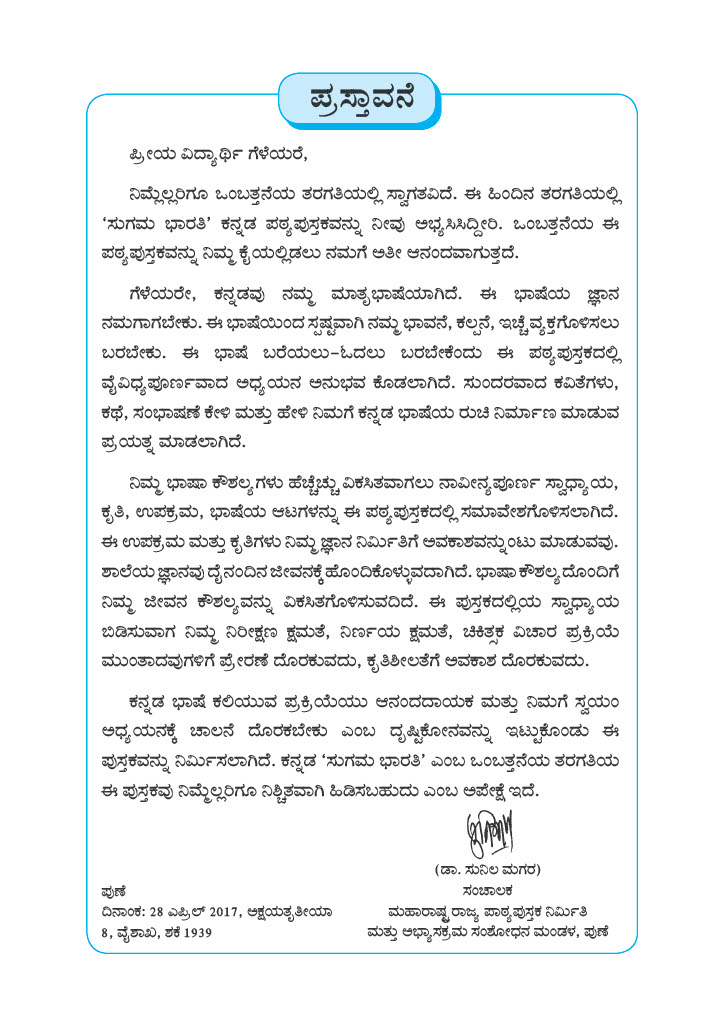 ಪ್ರಸ್ತಾವನೆ
ಪ್ರೀಯ ವಿದ್ಯಾರ್ಥಿ ಗೆಳೆಯರೆ,
ನಿಮ್ಮೆಲ್ಲರಿಗೂ ಒಂಬತ್ತನೆಯ ತರಗತಿಯಲ್ಲಿ ಸ್ವಾಗತವಿದೆ. ಈ ಹಿಂದಿನ ತರಗತಿಯಲ್ಲಿ
‘ಸುಗಮ ಭಾರತಿ’ ಕನ್ನಡ ಪಠ್ಯಪುಸ್ತಕವನ್ನು ನೀವು ಅಭ್ಯಸಿಸಿದ್ದೀರಿ. ಒಂಬತ್ತನೆಯ ಈ
ಪಠ್ಯಪುಸ್ತಕವನ್ನು ನಿಮ್ಮ ಕೈಯಲ್ಲಿಡಲು ನಮಗೆ ಅತೀ ಆನಂದವಾಗುತ್ತದೆ.
ಗೆಳೆಯರೇ, ಕನ್ನಡವು ನಮ್ಮ ಮಾತೃಭಾಷೆಯಾಗಿದೆ. ಈ ಭಾಷೆಯ ಜ್ಞಾನ
ನಮಗಾಗಬೇಕು. ಈ ಭಾಷೆಯಿಂದ ಸ್ಪಷ್ಟವಾಗಿ ನಮ್ಮ ಭಾವನೆ, ಕಲ್ಪನೆ, ಇಚ್ಛೆ ವ್ಯಕ್ತಗೊಳಿಸಲು
ಬರಬೇಕು. ಈ ಭಾಷೆ ಬರೆಯಲು-ಓದಲು ಬರಬೇಕೆಂದು ಈ ಪಠ್ಯಪುಸ್ತಕದಲ್ಲಿ
ವೈವಿಧ್ಯಪೂರ್ಣವಾದ ಅಧ್ಯಯನ ಅನುಭವ ಕೊಡಲಾಗಿದೆ. ಸುಂದರವಾದ ಕವಿತೆಗಳು,
ಕಥೆ, ಸಂಭಾಷಣೆ ಕೇಳಿ ಮತ್ತು ಹೇಳಿ ನಿಮಗೆ ಕನ್ನಡ ಭಾಷೆಯ ರುಚಿ ನಿರ್ಮಾಣ ಮಾಡುವ
ಪ್ರಯತ್ನ ಮಾಡಲಾಗಿದೆ.
ನಿಮ್ಮ ಭಾಷಾ ಕೌಶಲ್ಯಗಳು ಹೆಚ್ಚೆಚ್ಚು ವಿಕಸಿತವಾಗಲು ನಾವೀನ್ಯಪೂರ್ಣ ಸ್ವಾಧ್ಯಾಯ,
ಕೃತಿ, ಉಪಕ್ರಮ, ಭಾಷೆಯ ಆಟಗಳನ್ನು ಈ ಪಠ್ಯಪುಸ್ತಕದಲ್ಲಿ ಸಮಾವೇಶಗೊಳಿಸಲಾಗಿದೆ.
ಈ ಉಪಕ್ರಮ ಮತ್ತು ಕೃತಿಗಳು ನಿಮ್ಮ ಜ್ಞಾನ ನಿರ್ಮಿತಿಗೆ ಅವಕಾಶವನ್ನುಂಟು ಮಾಡುವವು.
ಶಾಲೆಯ ಜ್ಞಾನವು ದೈನಂದಿನ ಜೀವನಕ್ಕೆ ಹೊಂದಿಕೊಳ್ಳುವದಾಗಿದೆ. ಭಾಷಾ ಕೌಶಲ್ಯದೊಂದಿಗೆ
ನಿಮ್ಮ ಜೀವನ ಕೌಶಲ್ಯವನ್ನು ವಿಕಸಿತಗೊಳಿಸುವದಿದೆ. ಈ ಪುಸ್ತಕದಲ್ಲಿಯ ಸ್ವಾಧ್ಯಾಯ
ಬಿಡಿಸುವಾಗ ನಿಮ್ಮ ನಿರೀಕ್ಷಣ ಕ್ಷಮತೆ, ನಿರ್ಣಯ ಕ್ಷಮತೆ, ಚಿಕಿತ್ಸಕ ವಿಚಾರ ಪ್ರಕ್ರಿಯೆ
ಮುಂತಾದವುಗಳಿಗೆ ಪ್ರೇರಣೆ ದೊರಕುವದು, ಕೃತಿಶೀಲತೆಗೆ ಅವಕಾಶ ದೊರಕುವದು.
ಕನ್ನಡ ಭಾಷೆ ಕಲಿಯುವ ಪ್ರಕ್ರಿಯೆಯು ಆನಂದದಾಯಕ ಮತ್ತು ನಿಮಗೆ ಸ್ವಯಂ
ಅಧ್ಯಯನಕ್ಕೆ ಚಾಲನೆ ದೊರಕಬೇಕು ಎಂಬ ದೃಷ್ಟಿಕೋನವನ್ನು ಇಟ್ಟುಕೊಂಡು ಈ
ಪುಸ್ತಕವನ್ನು ನಿರ್ಮಿಸಲಾಗಿದೆ. ಕನ್ನಡ ‘ಸುಗಮ ಭಾರತಿ’ ಎಂಬ ಒಂಬತ್ತನೆಯ ತರಗತಿಯ
ಈ ಪುಸ್ತಕವು ನಿಮ್ಮೆಲ್ಲರಿಗೂ ನಿಶ್ಚಿತವಾಗಿ ಹಿಡಿಸಬಹುದು ಎಂಬ ಅಪೇಕ್ಷೆ ಇದೆ.
(ಡಾ. ಸುನಿಲ ಮಗರ)
ಪುಣೆ ಸಂಚಾಲಕ
ದಿನಾಂಕ: 28 ಎಪ್ರಿಲ್ 2017, ಅಕ್ಷಯತೃತೀಯಾ ಮಹಾರಾಷ್ಟ್ರ ರಾಜ್ಯ ಪಾಠ್ಯಪುಸ್ತಕ ನಿರ್ಮಿತಿ
8, ವೈಶಾಖ, ಶಕೆ 1939 ಮತ್ತು ಅಭ್ಯಾಸಕ್ರಮ ಸಂಶೋಧನ ಮಂಡಳ, ಪುಣೆ